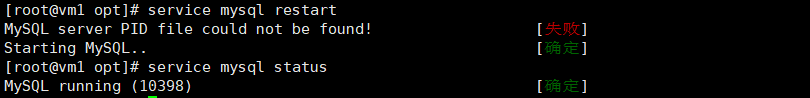 [root@vm1 opt]# service mysql restart
MySQL server PID file could not be found! [失败]
Starting MySQL.. [确定]
[root@vm1 opt]# service mysql status
MySQL running (10398) [确定]